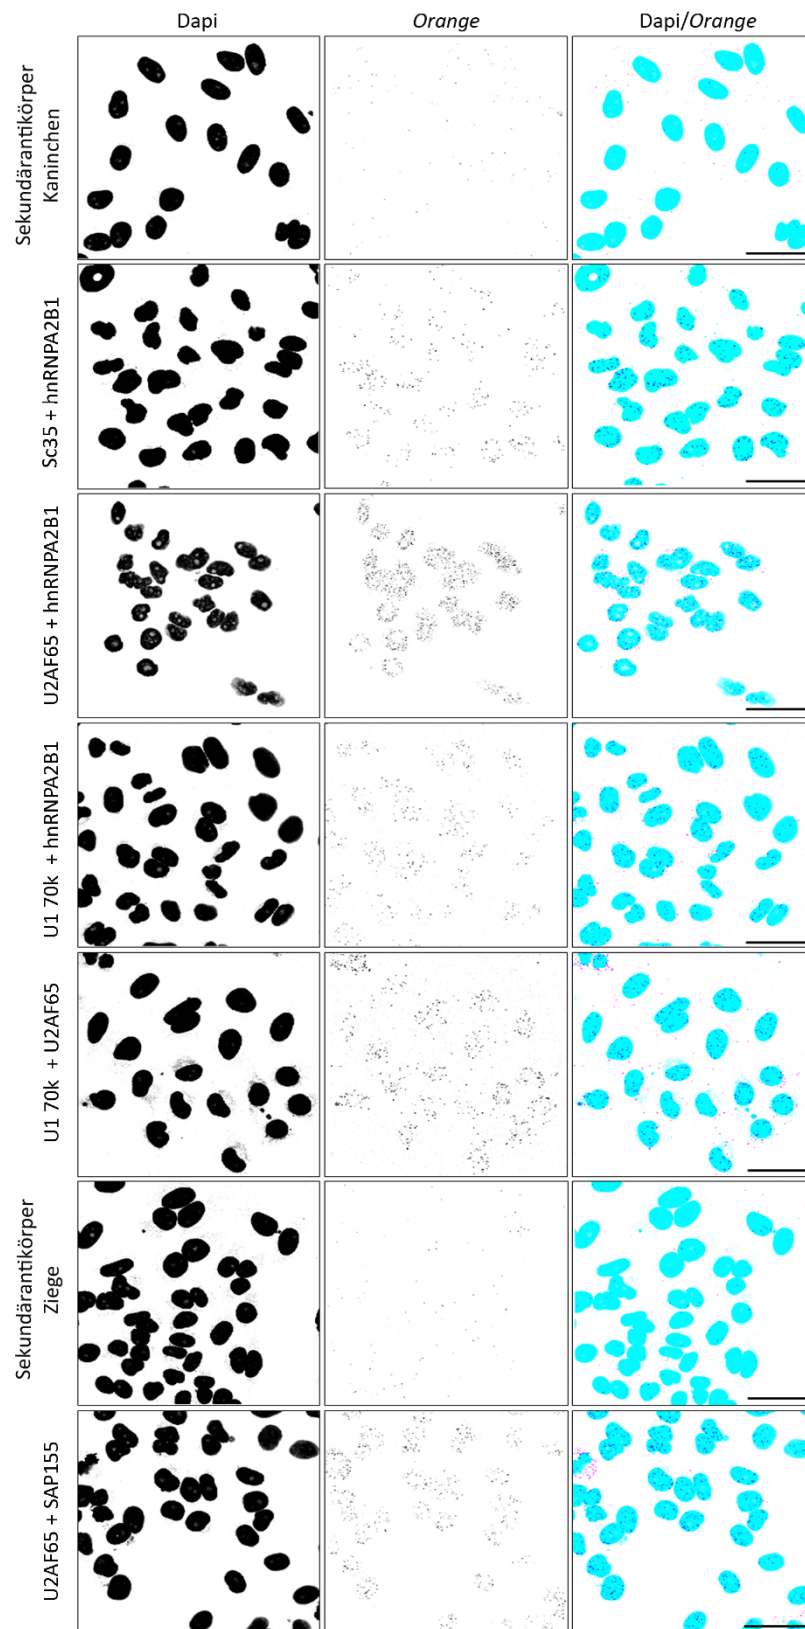 Dapi
Orange
Dapi/Orange
Sekundärantikörper
Kaninchen
Sc35 + hnRNPA2B1
U2AF65 + hnRNPA2B1
U1 70k + hnRNPA2B1
U1 70k + U2AF65
Sekundärantikörper
Ziege
U2AF65 + SAP155